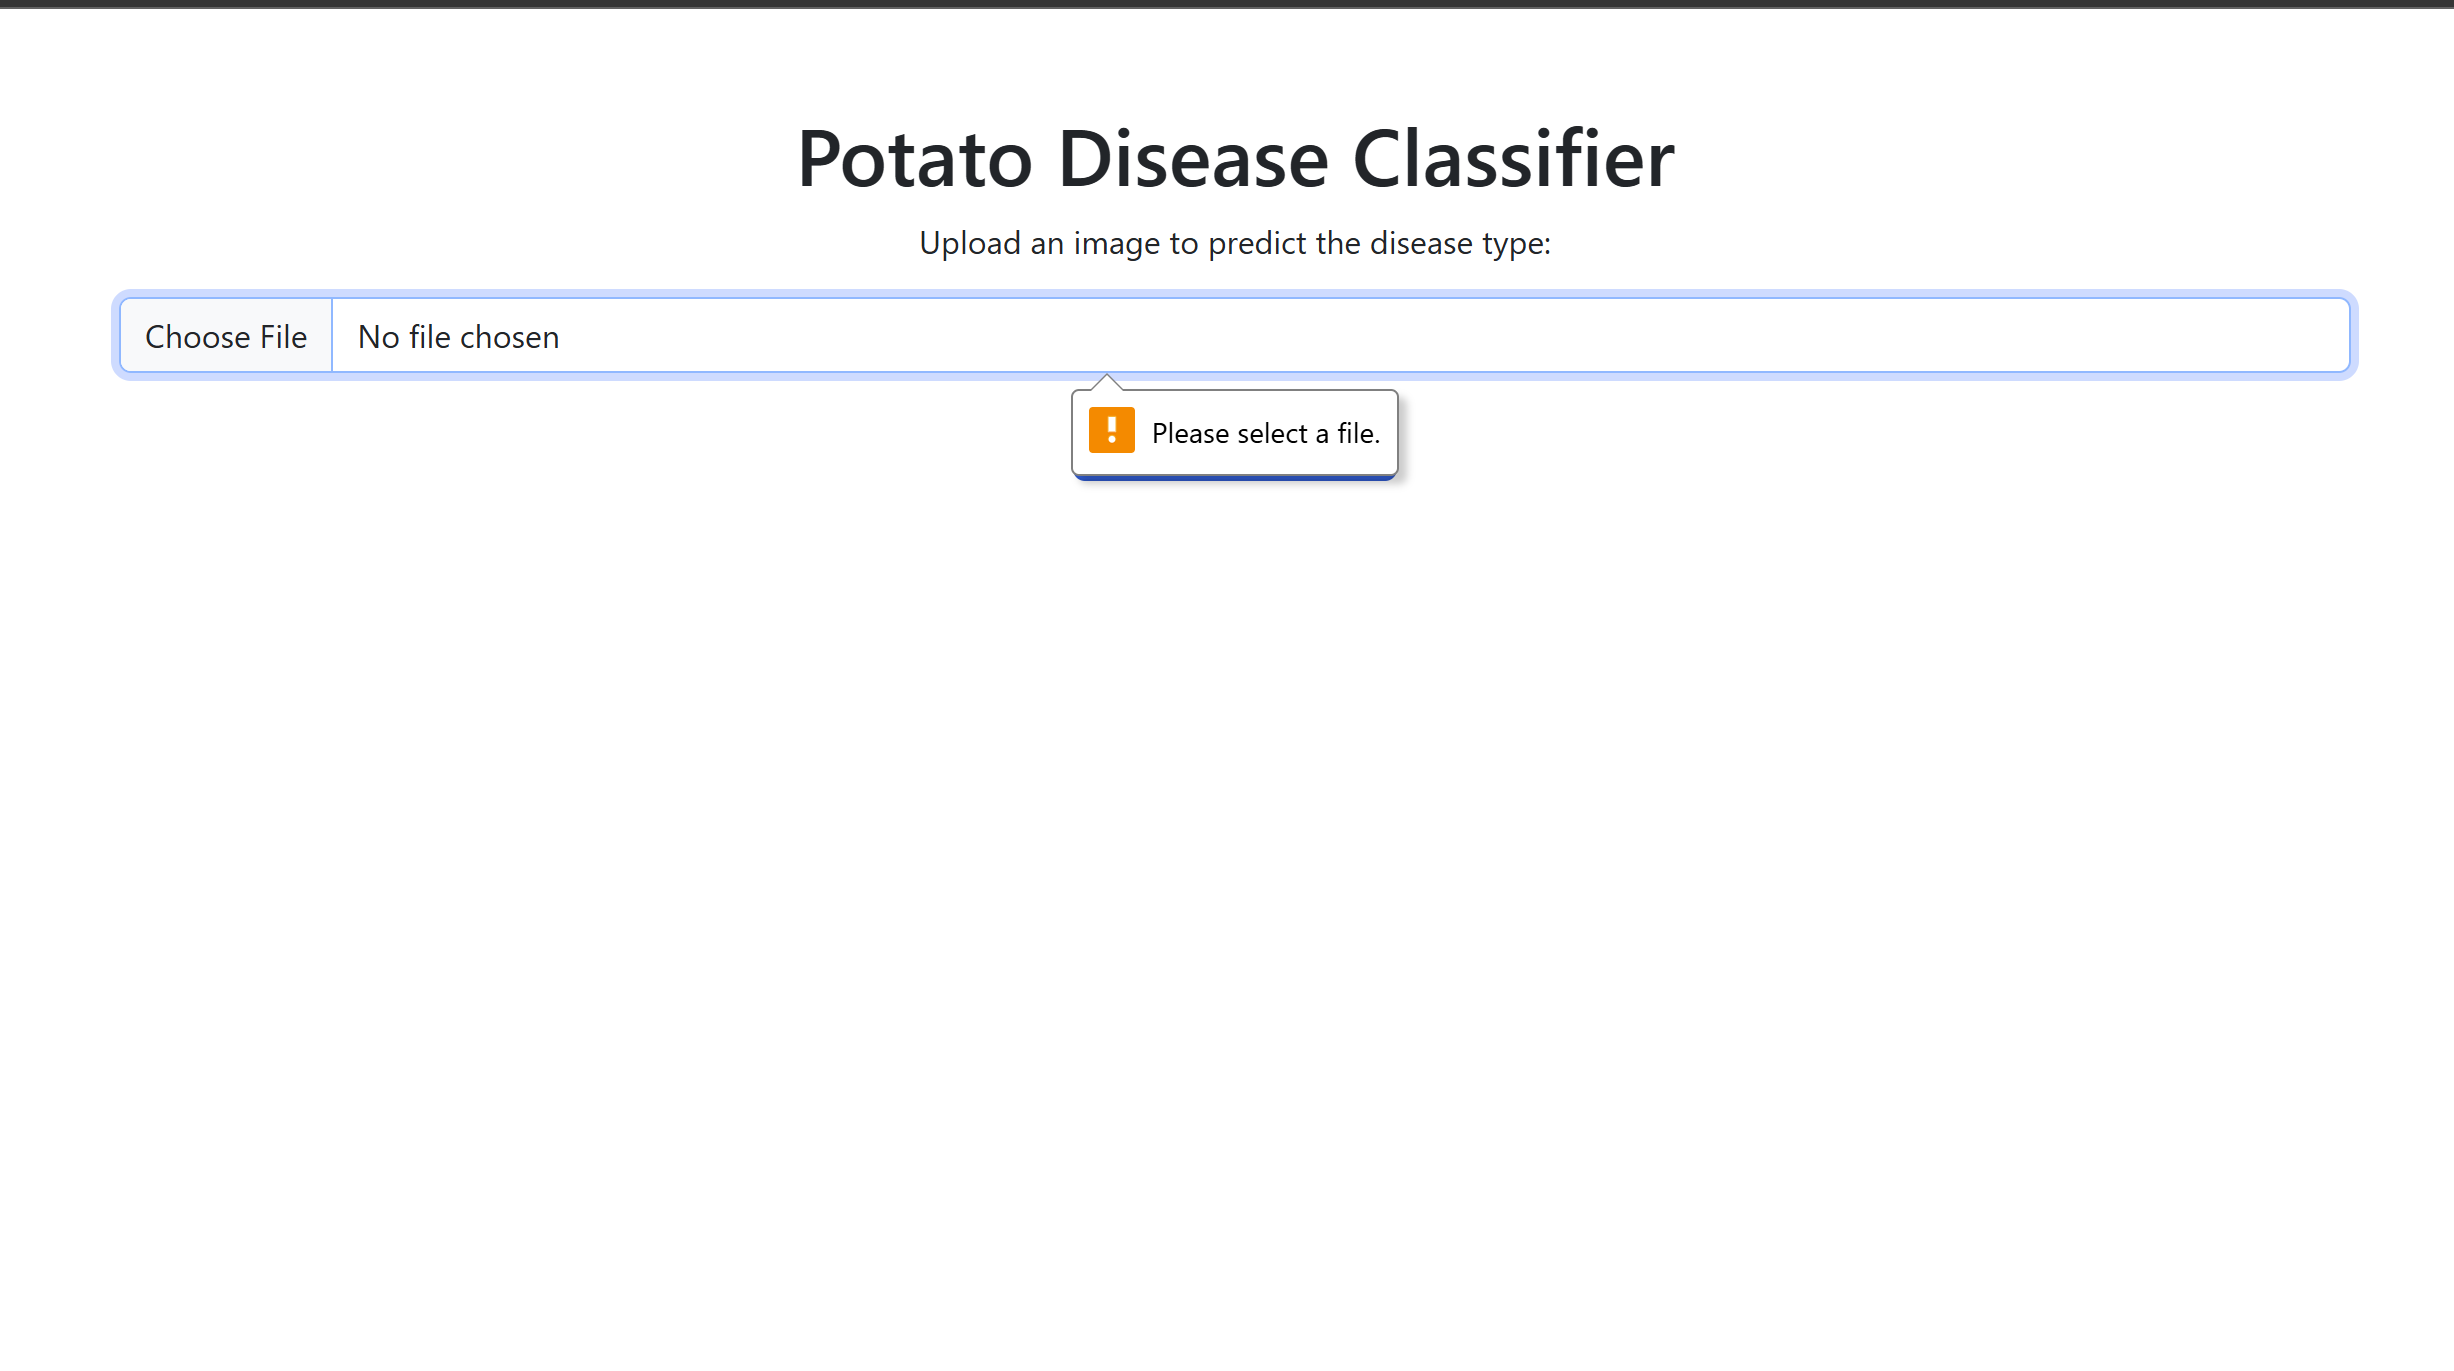 Potato Disease Classifier
Upload an image to predict the disease type:
Choose File No file chosen
Please select a file.